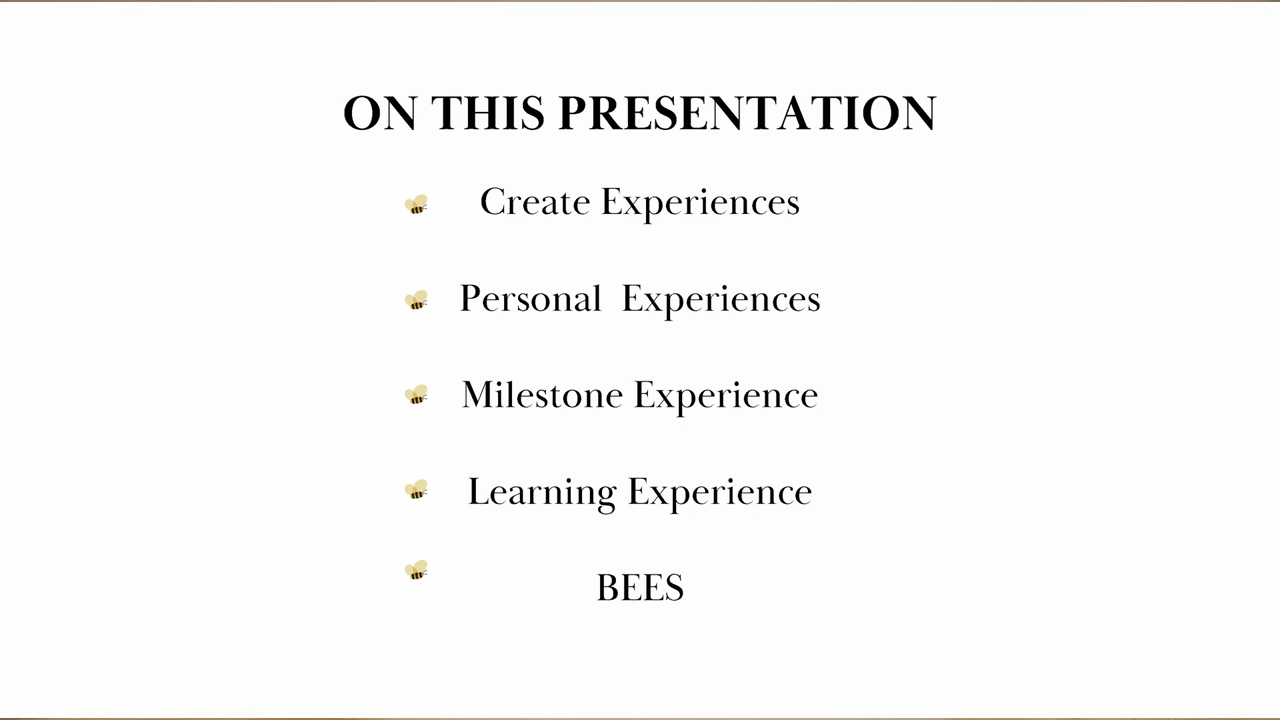 ON THIS PRESENTATION
Create Experiences
Personal  Experiences
Milestone Experience
Learning Experience
BEES